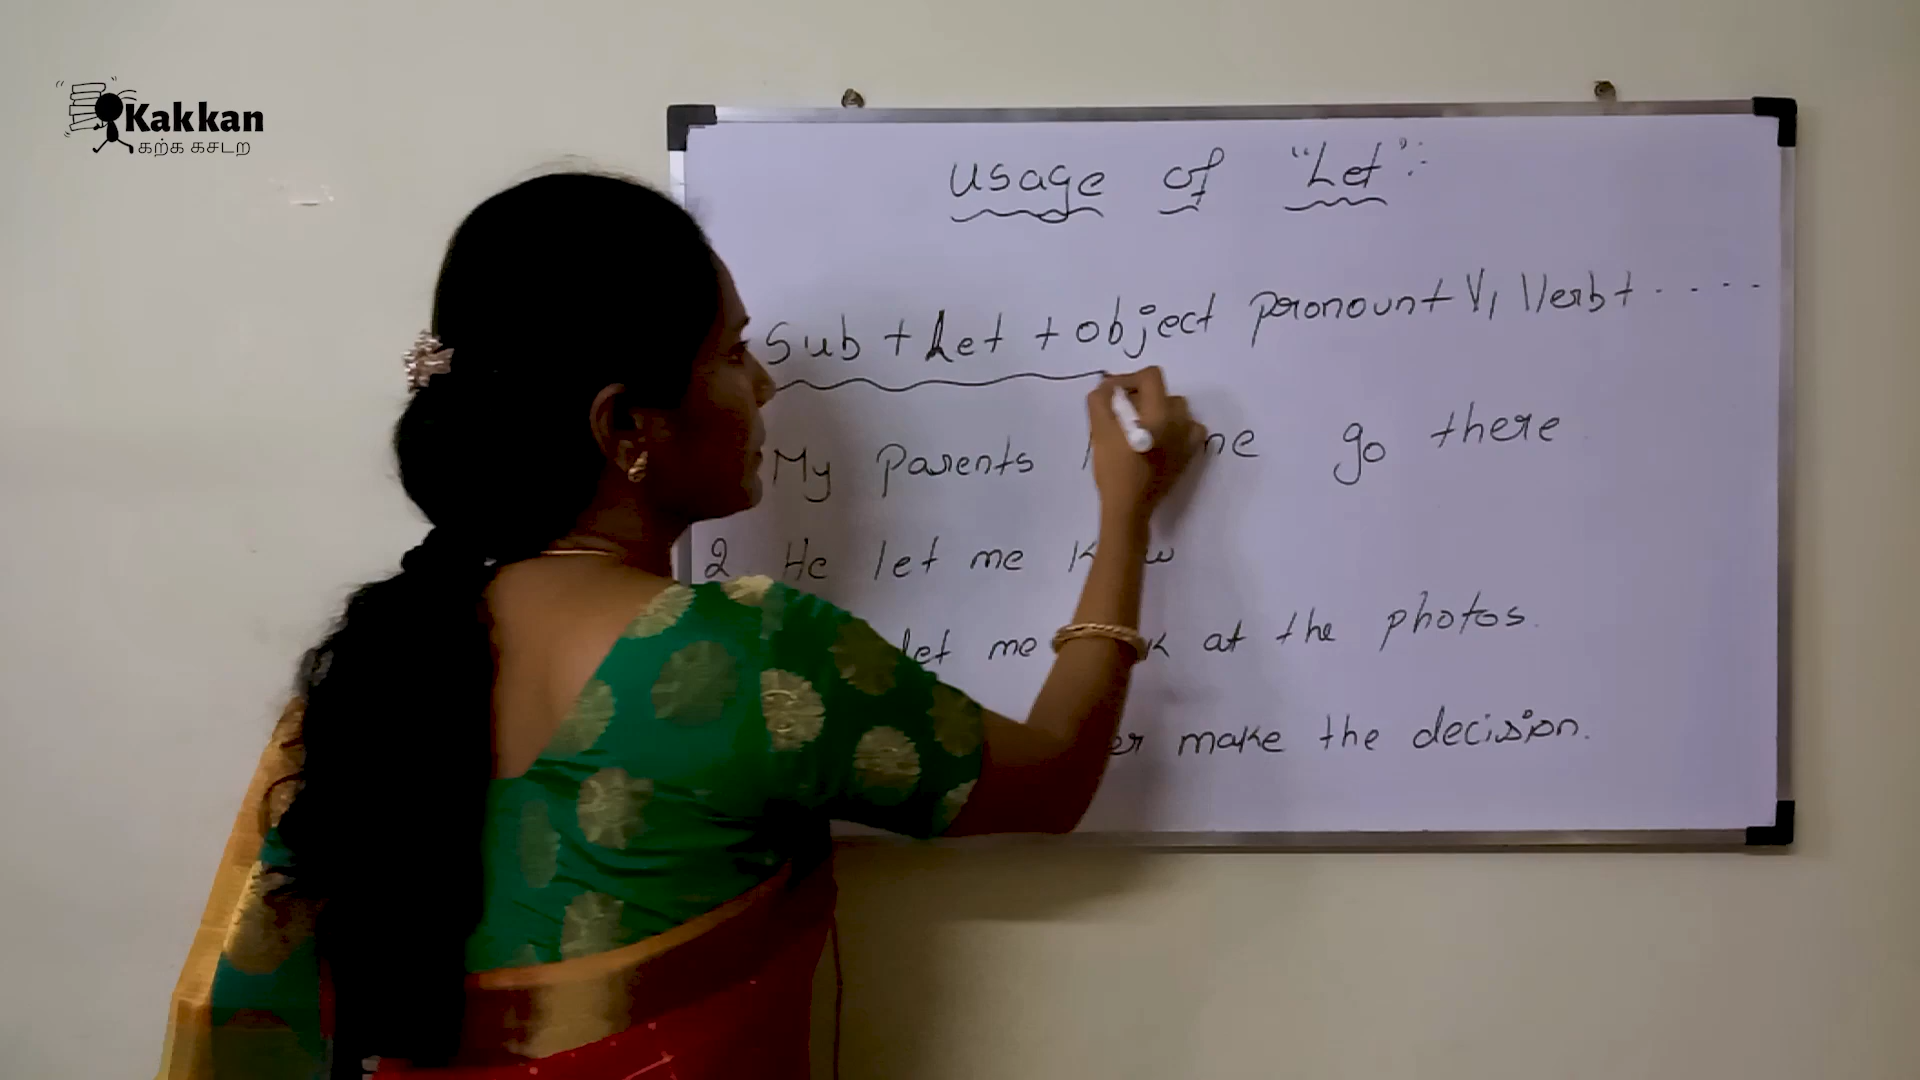 Kakkan
கற்க கசடற
Usage of "Let":
Sub + Let + object pronoun + V1 Verb + .....
My Parents me go there
2 He let me
let me at the photos.
make the decision.